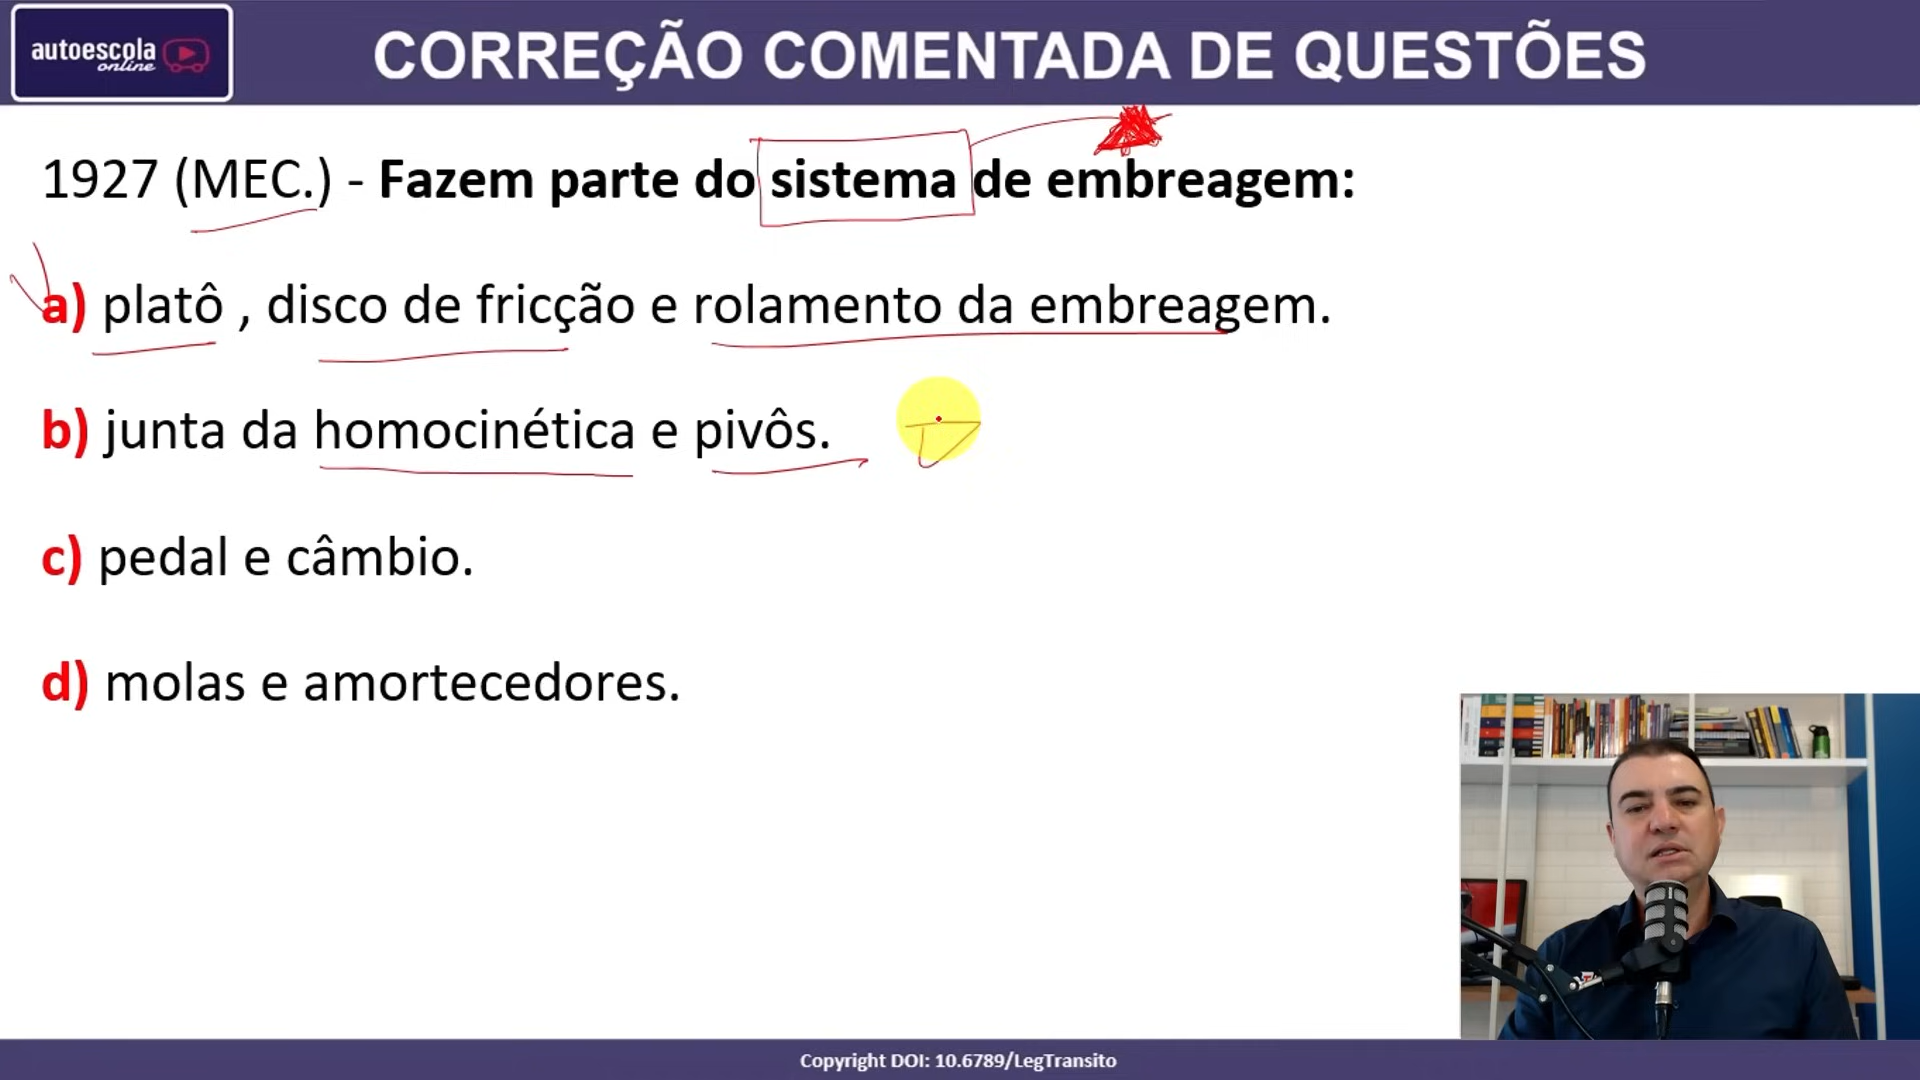 autoescola
online
CORREÇÃO COMENTADA DE QUESTÕES
1927 (MEC.) - Fazem parte do sistema de embreagem:
a) platô , disco de fricção e rolamento da embreagem.
b) junta da homocinética e pivôs.
c) pedal e câmbio.
d) molas e amortecedores.
Copyright DOI: 10.6789/LegTransito